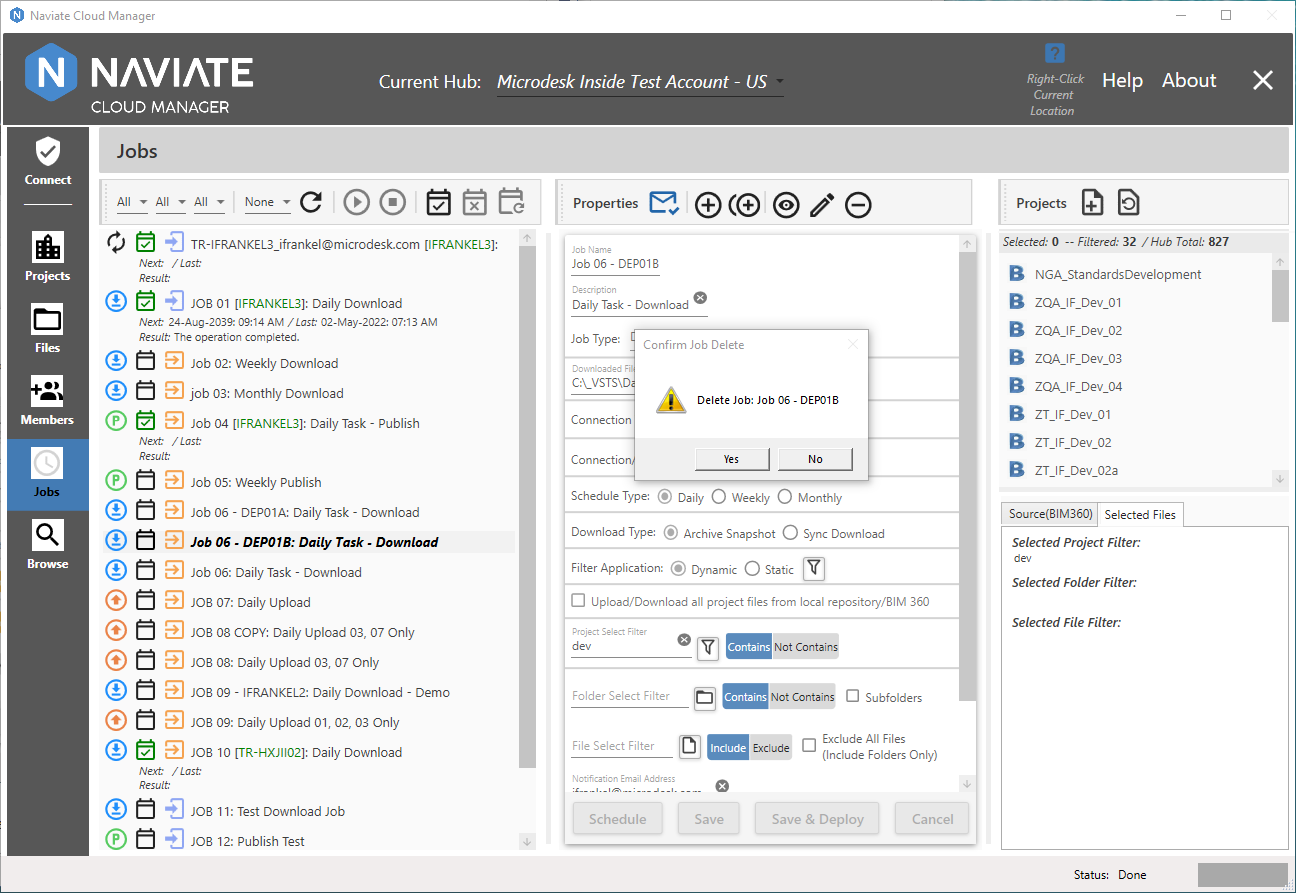 Naviate Cloud Manager
N NAVIATE
CLOUD MANAGER
Current Hub: Microdesk Inside Test Account - US
?
Right-Click
Current
Location
Help About
Connect
Projects
Files
Members
Jobs
Browse
Jobs
All All All None
TR-IFRANKEL3_ifrankel@microdesk.com [IFRANKEL3]:
Next: / Last:
Result:
JOB 01 [IFRANKEL3]: Daily Download
Next: 24-Aug-2039: 09:14 AM / Last: 02-May-2022: 07:13 AM
Result: The operation completed.
Job 02: Weekly Download
job 03: Monthly Download
P Job 04 [IFRANKEL3]: Daily Task - Publish
Next: / Last:
Result:
P Job 05: Weekly Publish
Job 06 - DEP01A: Daily Task - Download
Job 06 - DEP01B: Daily Task - Download
Job 06: Daily Task - Download
JOB 07: Daily Upload
JOB 08 COPY: Daily Upload 03, 07 Only
JOB 08: Daily Upload 03, 07 Only
JOB 09 - IFRANKEL2: Daily Download - Demo
JOB 09: Daily Upload 01, 02, 03 Only
JOB 10 [TR-HXJII02]: Daily Download
Next: / Last:
Result:
JOB 11: Test Download Job
P JOB 12: Publish Test
Properties
Job Name
Job 06 - DEP01B
Description
Daily Task - Download
Job Type:
Downloaded File
C:\_VSTS\Da
Connection
Connection/
Confirm Job Delete
Delete Job: Job 06 - DEP01B
Yes No
Schedule Type: Daily Weekly Monthly
Download Type: Archive Snapshot Sync Download
Filter Application: Dynamic Static
Upload/Download all project files from local repository/BIM 360
Project Select Filter
dev
Contains Not Contains
Folder Select Filter Contains Not Contains Subfolders
File Select Filter Include Exclude Exclude All Files
(Include Folders Only)
Notification Email Address
ifrankel@microdesk.com
Schedule Save Save & Deploy Cancel
Projects
Selected: 0 -- Filtered: 32 / Hub Total: 827
B NGA_StandardsDevelopment
B ZQA_IF_Dev_01
B ZQA_IF_Dev_02
B ZQA_IF_Dev_03
B ZQA_IF_Dev_04
B ZT_IF_Dev_01
B ZT_IF_Dev_02
B ZT_IF_Dev_02a
Source(BIM360) Selected Files
Selected Project Filter:
dev
Selected Folder Filter:
Selected File Filter:
Status: Done